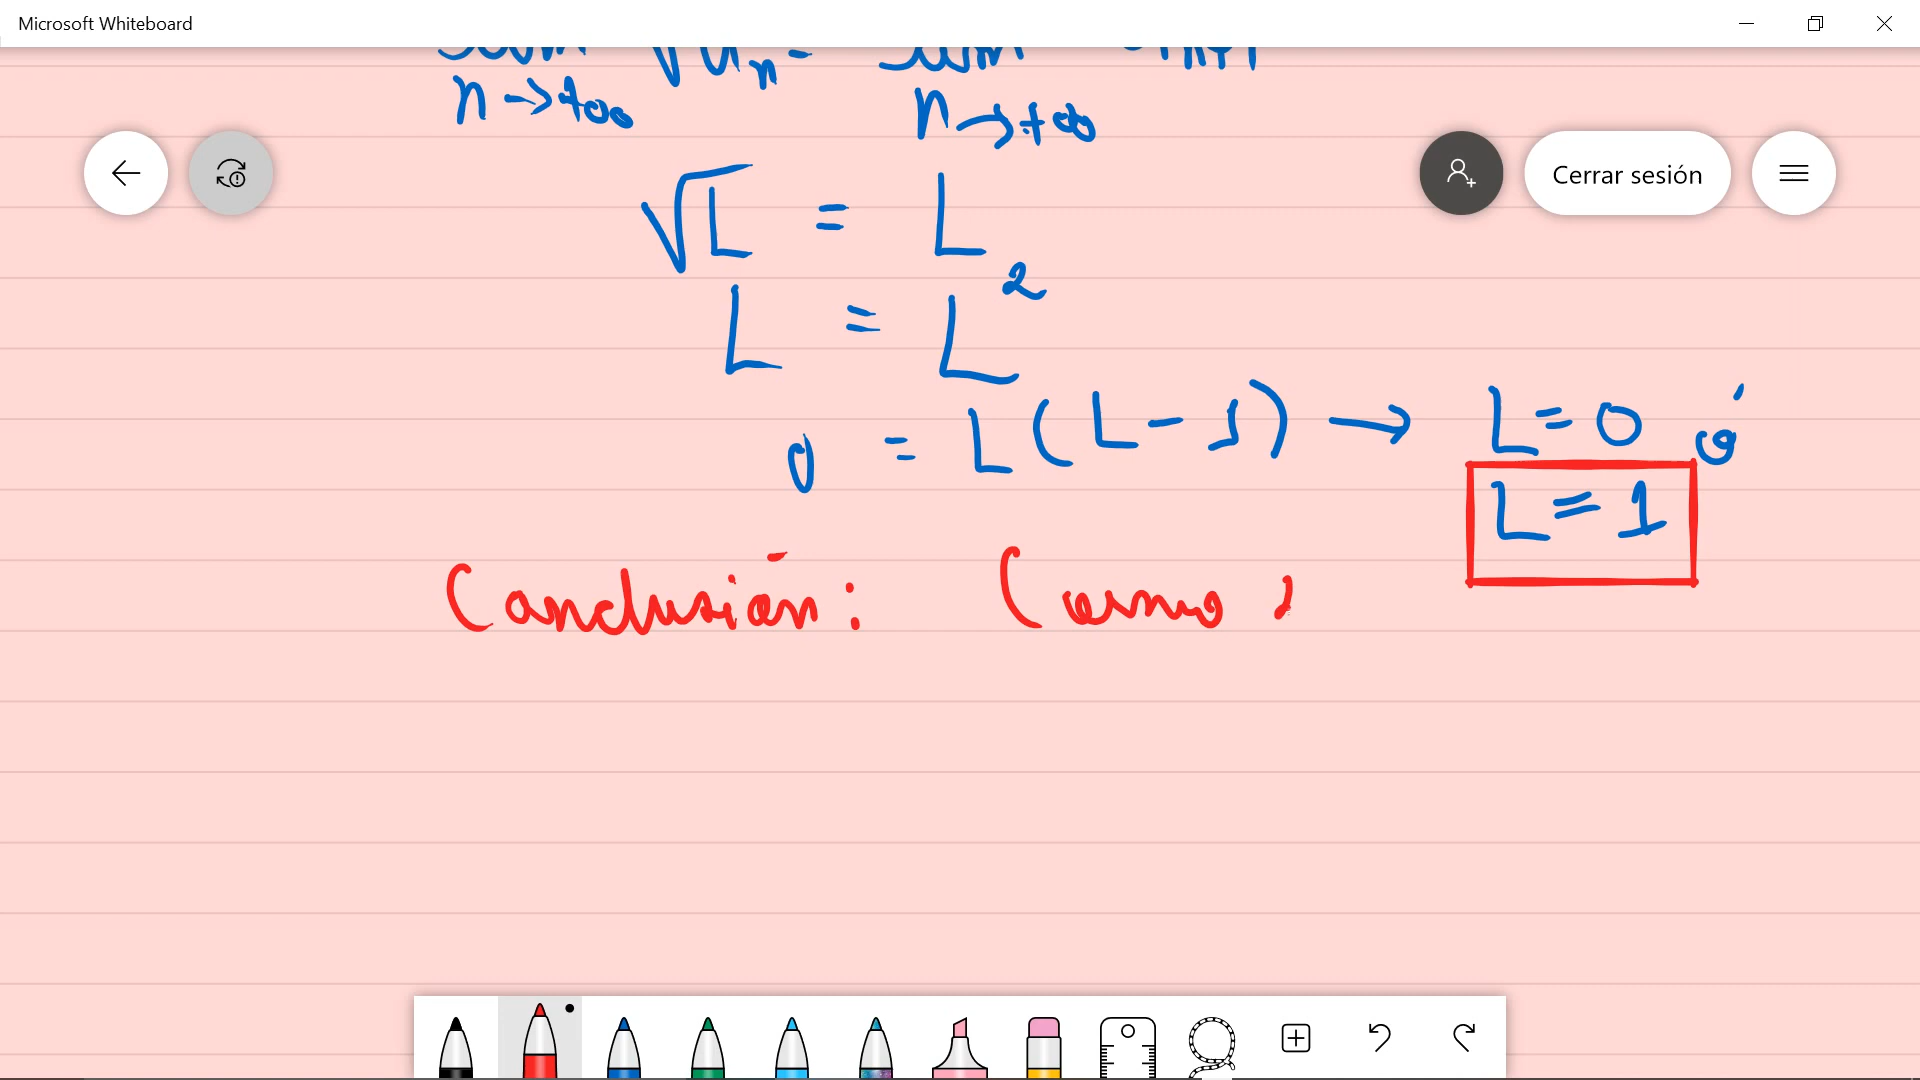 Microsoft Whiteboard
n→+∞ n→+∞
Cerrar sesión
√L = L
L = L²
0 = L(L-1) → L=0 ó
L=1
Conclusión: Como